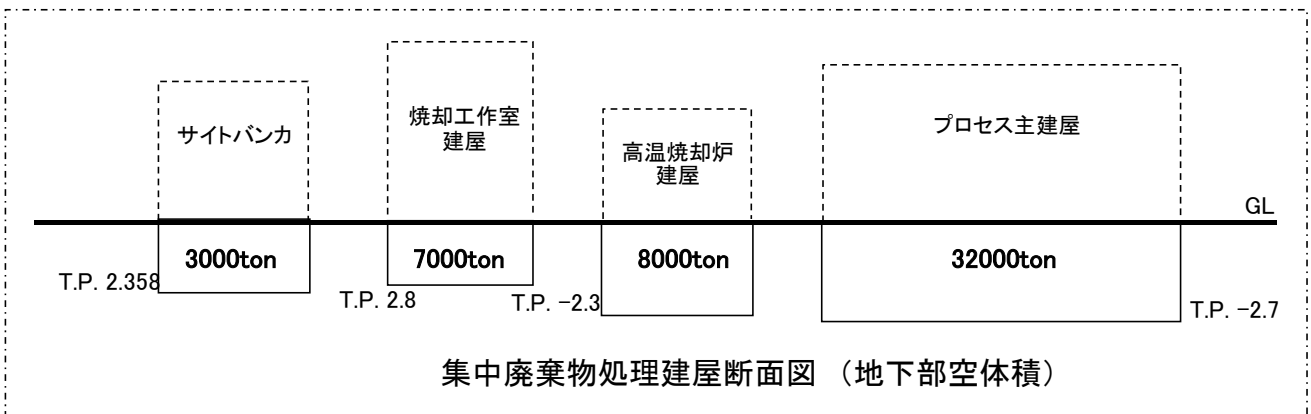 サイトバンカ
焼却工作室
建屋
高温焼却炉
建屋
プロセス主建屋
GL
3000ton
7000ton
8000ton
32000ton
T.P. 2.358
T.P. 2.8
T.P. -2.3
T.P. -2.7
集中廃棄物処理建屋断面図 （地下部空体積）